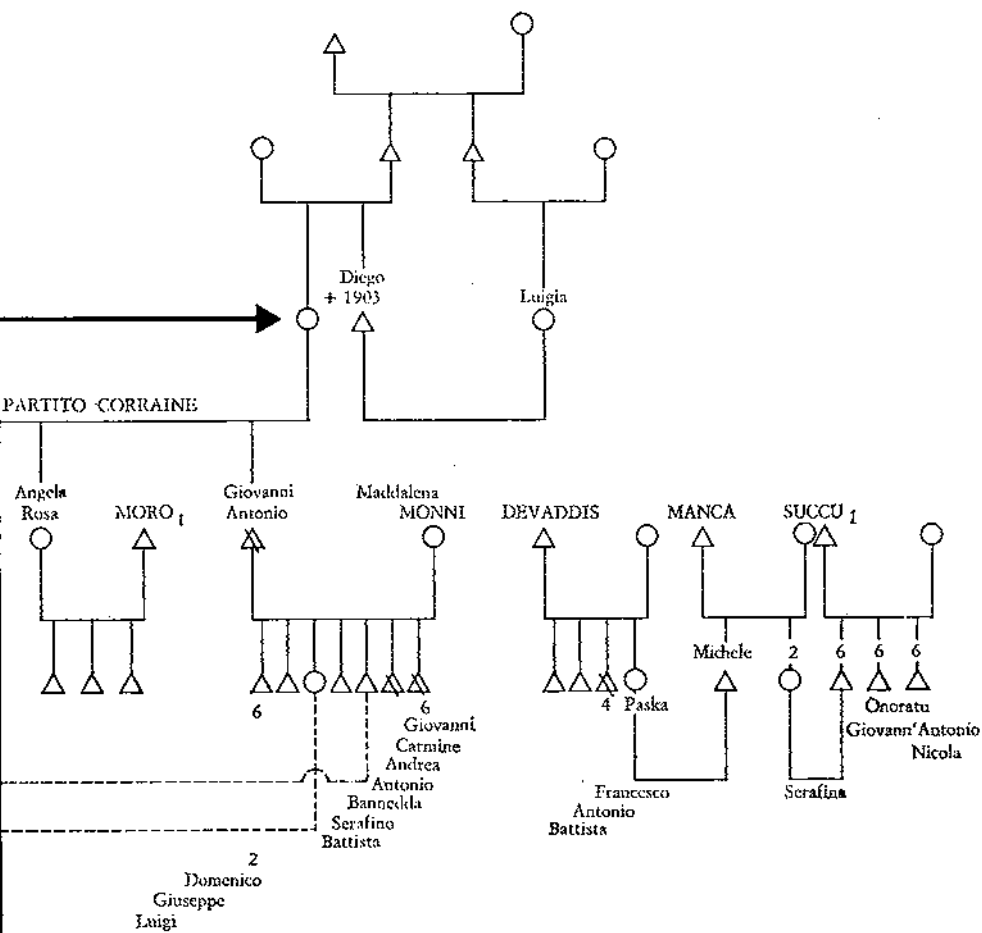 Diego
+ 1903
Luigia
PARTITO CORRAINE
Angela
Rosa
MORO 1
Giovanni
Antonio
Maddalena
MONNI
DEVADDIS
MANCA
SUCCU 1
Michele
2
6
6
6
6
6
4 Paska
Onoratu
Giovann'Antonio
Nicola
Giovanni
Carmine
Andrea
Antonio
Bannedda
Serafino
Battista
Francesco
Antonio
Battista
Serafina
2
Domenico
Giuseppe
Luigi